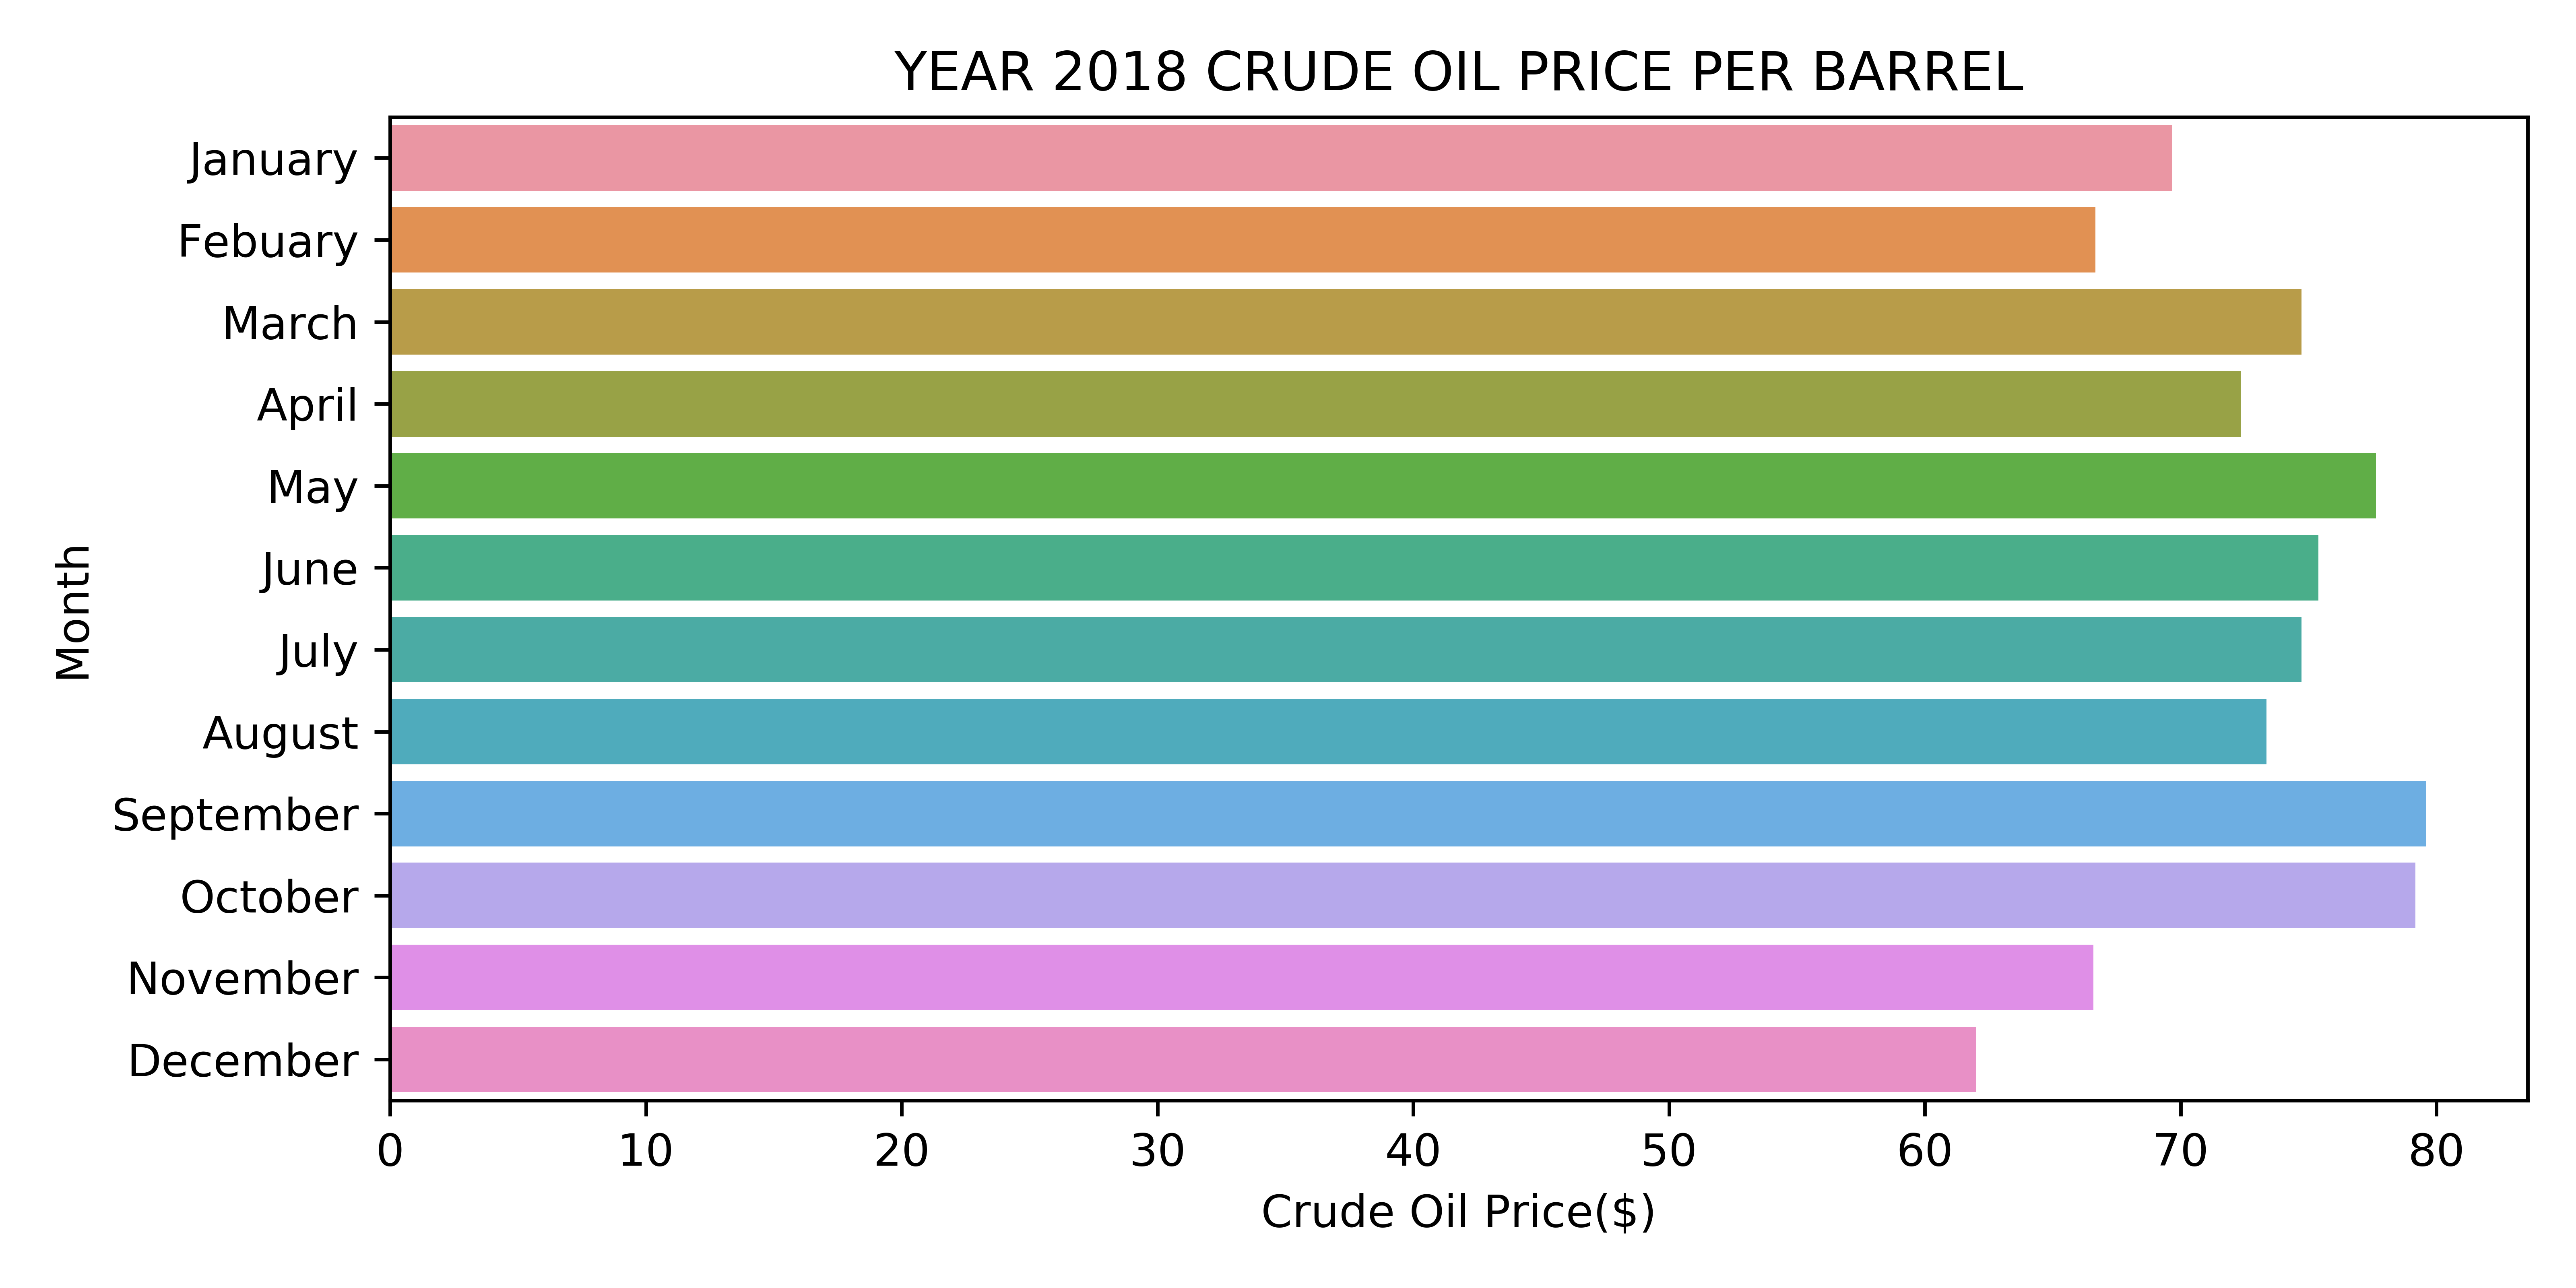 YEAR 2018 CRUDE OIL PRICE PER BARREL
January
Febuary
March
April
May
June
July
August
September
October
November
December
Month
0 10 20 30 40 50 60 70 80
Crude Oil Price($)